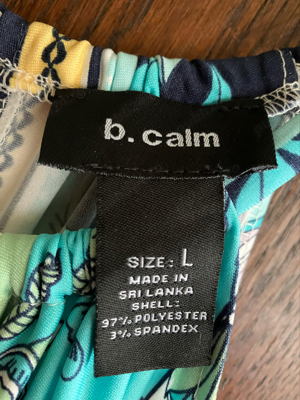 b. calm
SIZE: L
MADE IN
SRI LANKA
SHELL:
97% POLYESTER
3% SPANDEX